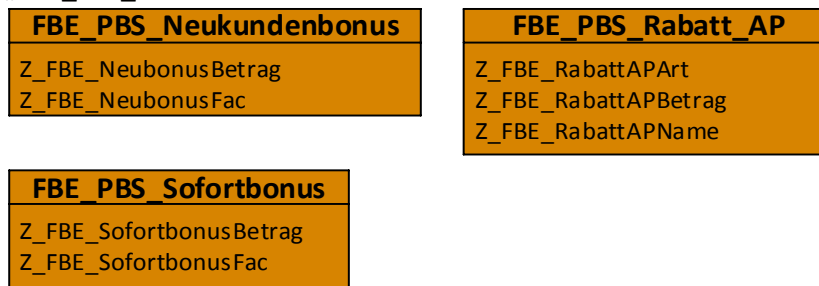 FBE_PBS_Neukundenbonus
Z_FBE_NeubonusBetrag
Z_FBE_NeubonusFac
FBE_PBS_Rabatt_AP
Z_FBE_RabattAPArt
Z_FBE_RabattAPBetrag
Z_FBE_RabattAPName
FBE_PBS_Sofortbonus
Z_FBE_SofortbonusBetrag
Z_FBE_SofortbonusFac